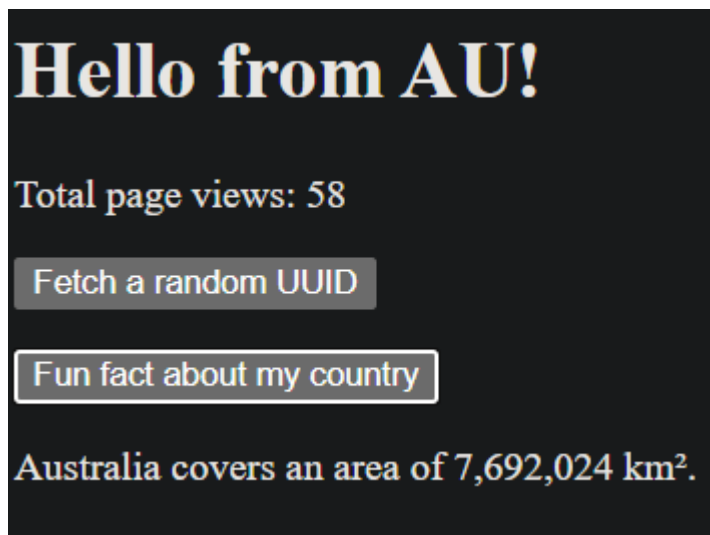 Hello from AU!
Total page views: 58
Fetch a random UUID
Fun fact about my country
Australia covers an area of 7,692,024 km².